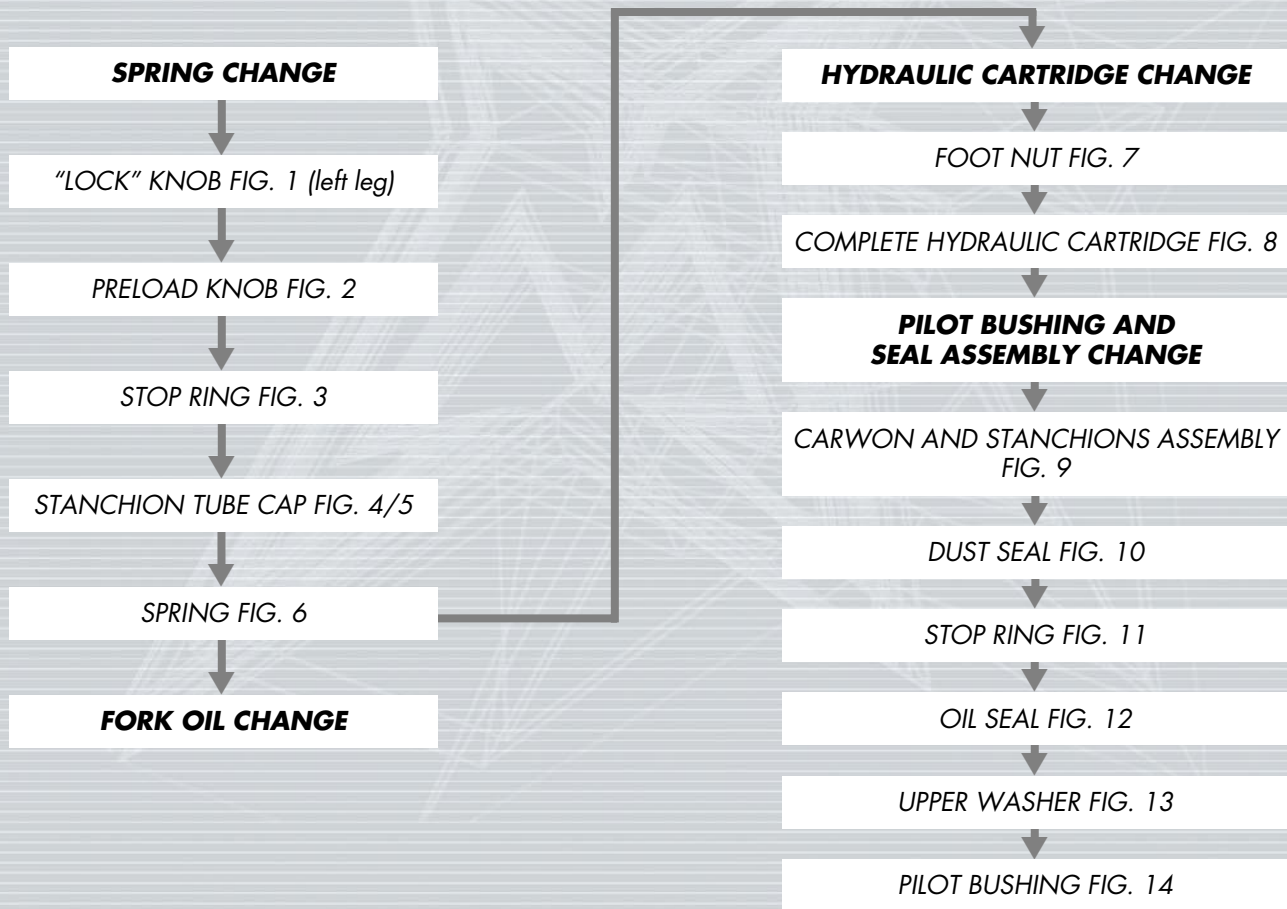 SPRING CHANGE
“LOCK” KNOB FIG. 1 (left leg)
PRELOAD KNOB FIG. 2
STOP RING FIG. 3
STANCHION TUBE CAP FIG. 4/5
SPRING FIG. 6
FORK OIL CHANGE
HYDRAULIC CARTRIDGE CHANGE
FOOT NUT FIG. 7
COMPLETE HYDRAULIC CARTRIDGE FIG. 8
PILOT BUSHING AND
SEAL ASSEMBLY CHANGE
CARWON AND STANCHIONS ASSEMBLY
FIG. 9
DUST SEAL FIG. 10
STOP RING FIG. 11
OIL SEAL FIG. 12
UPPER WASHER FIG. 13
PILOT BUSHING FIG. 14